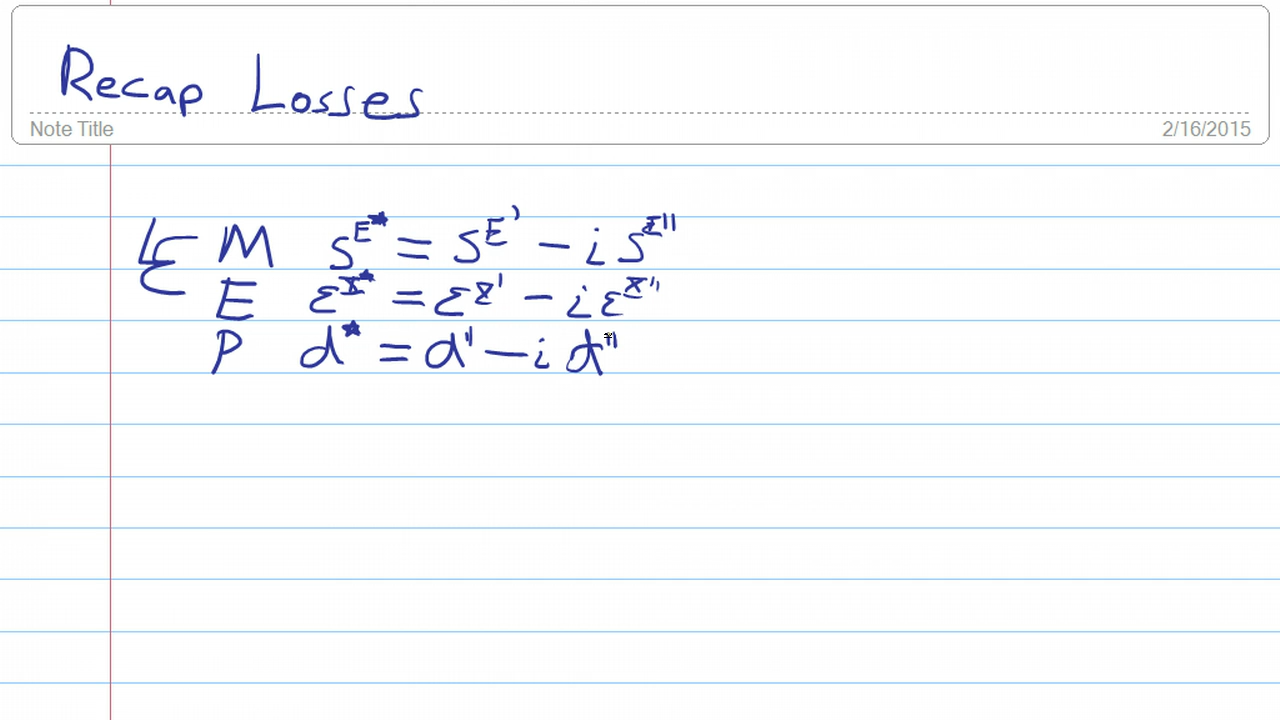 Recap Losses
Note Title
2/16/2015
M s^E* = s^E' - i s^E''
E ε^X* = ε^X' - i ε^X''
P d* = d' - i d''